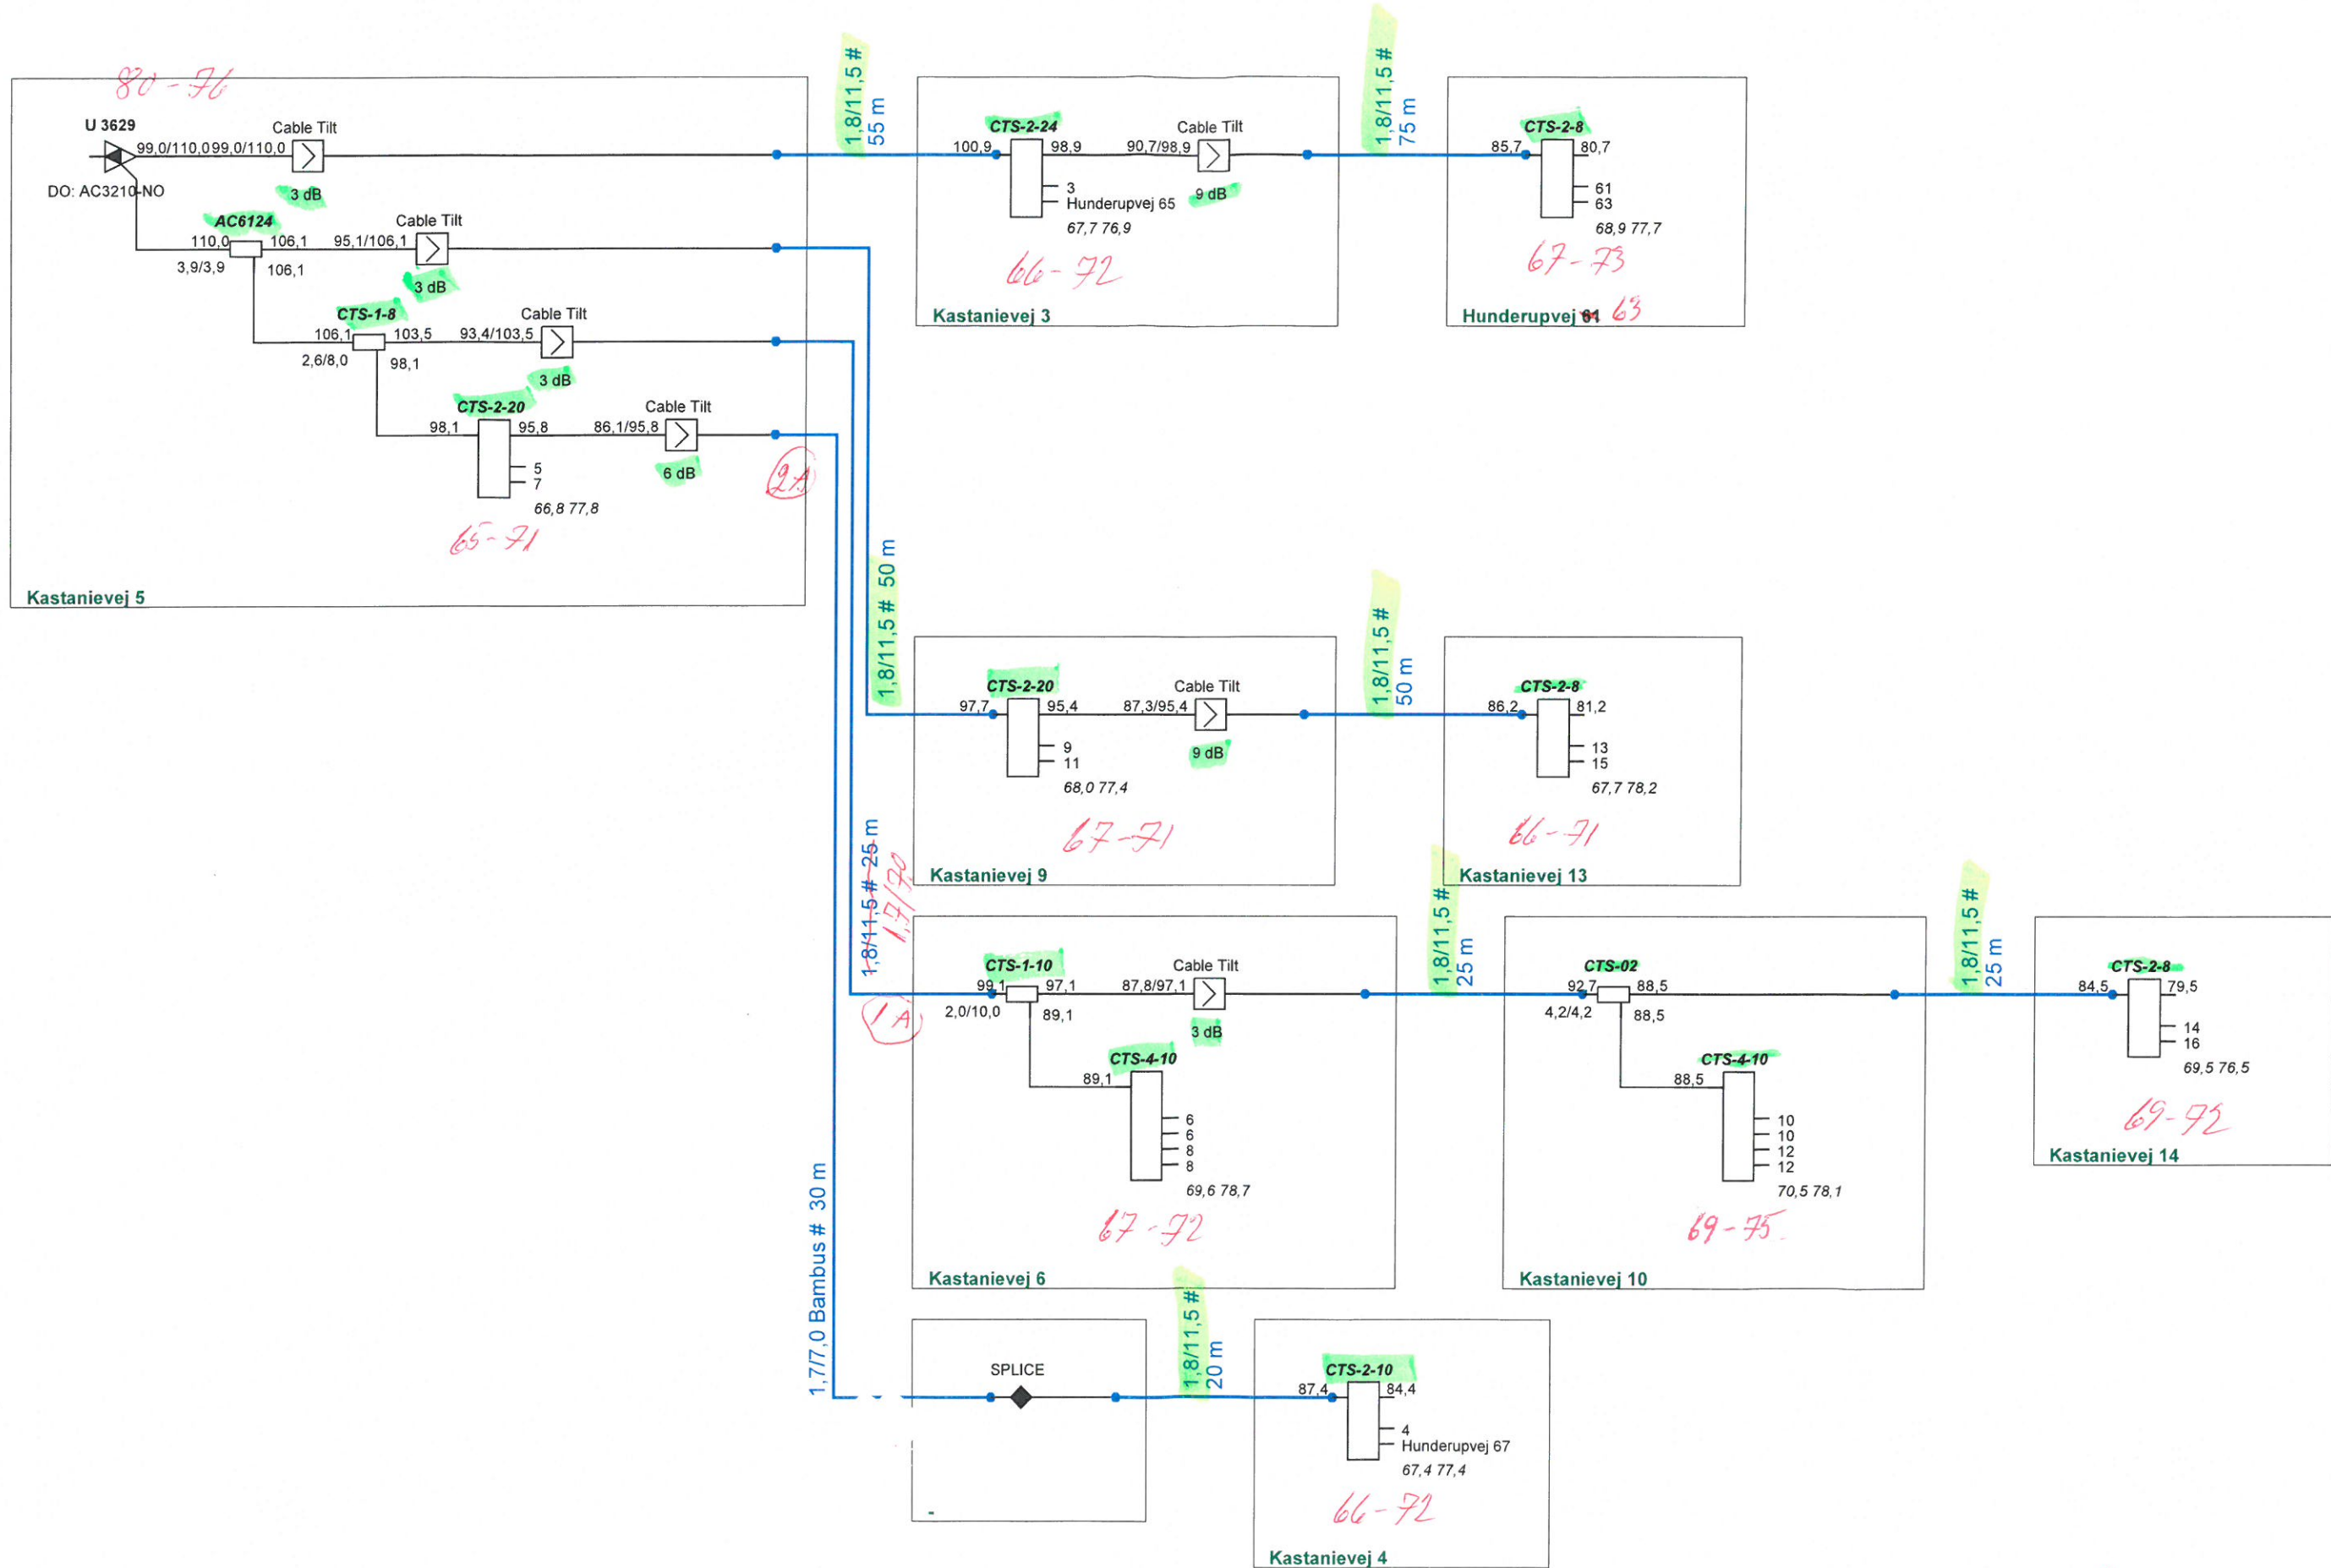 80-76
U 3629
Cable Tilt
99,0/110,0 99,0/110,0
DO: AC3210-NO
3 dB
AC6124
Cable Tilt
110,0 106,1 95,1/106,1
3,9/3,9 106,1
3 dB
CTS-1-8
Cable Tilt
106,1 103,5 93,4/103,5
2,6/8,0 98,1
3 dB
CTS-2-20
Cable Tilt
98,1 95,8 86,1/95,8
5
7
6 dB
2A
66,8 77,8
65-71
Kastanievej 5
1,8/11,5 #
55 m
CTS-2-24
Cable Tilt
100,9 98,9 90,7/98,9
3
Hunderupvej 65
9 dB
67,7 76,9
66-72
Kastanievej 3
1,8/11,5 #
75 m
CTS-2-8
85,7 80,7
61
63
68,9 77,7
67-73
Hunderupvej 61 63
1,8/11,5 # 50 m
CTS-2-20
Cable Tilt
97,7 95,4 87,3/95,4
9
11
9 dB
68,0 77,4
67-71
Kastanievej 9
1,8/11,5 #
50 m
CTS-2-8
86,2 81,2
13
15
67,7 78,2
66-71
Kastanievej 13
1,8/11,5 # 25 m
1,7/7,0
1A
CTS-1-10
Cable Tilt
99,1 97,1 87,8/97,1
2,0/10,0 89,1
3 dB
CTS-4-10
89,1
6
6
8
8
69,6 78,7
67-72
Kastanievej 6
1,8/11,5 #
25 m
CTS-02
92,7 88,5
4,2/4,2 88,5
CTS-4-10
88,5
10
10
12
12
70,5 78,1
69-75
Kastanievej 10
1,8/11,5 #
25 m
CTS-2-8
84,5 79,5
14
16
69,5 76,5
69-72
Kastanievej 14
1,7/7,0 Bambus # 30 m
SPLICE
-
1,8/11,5 #
20 m
CTS-2-10
87,4 84,4
4
Hunderupvej 67
67,4 77,4
66-72
Kastanievej 4